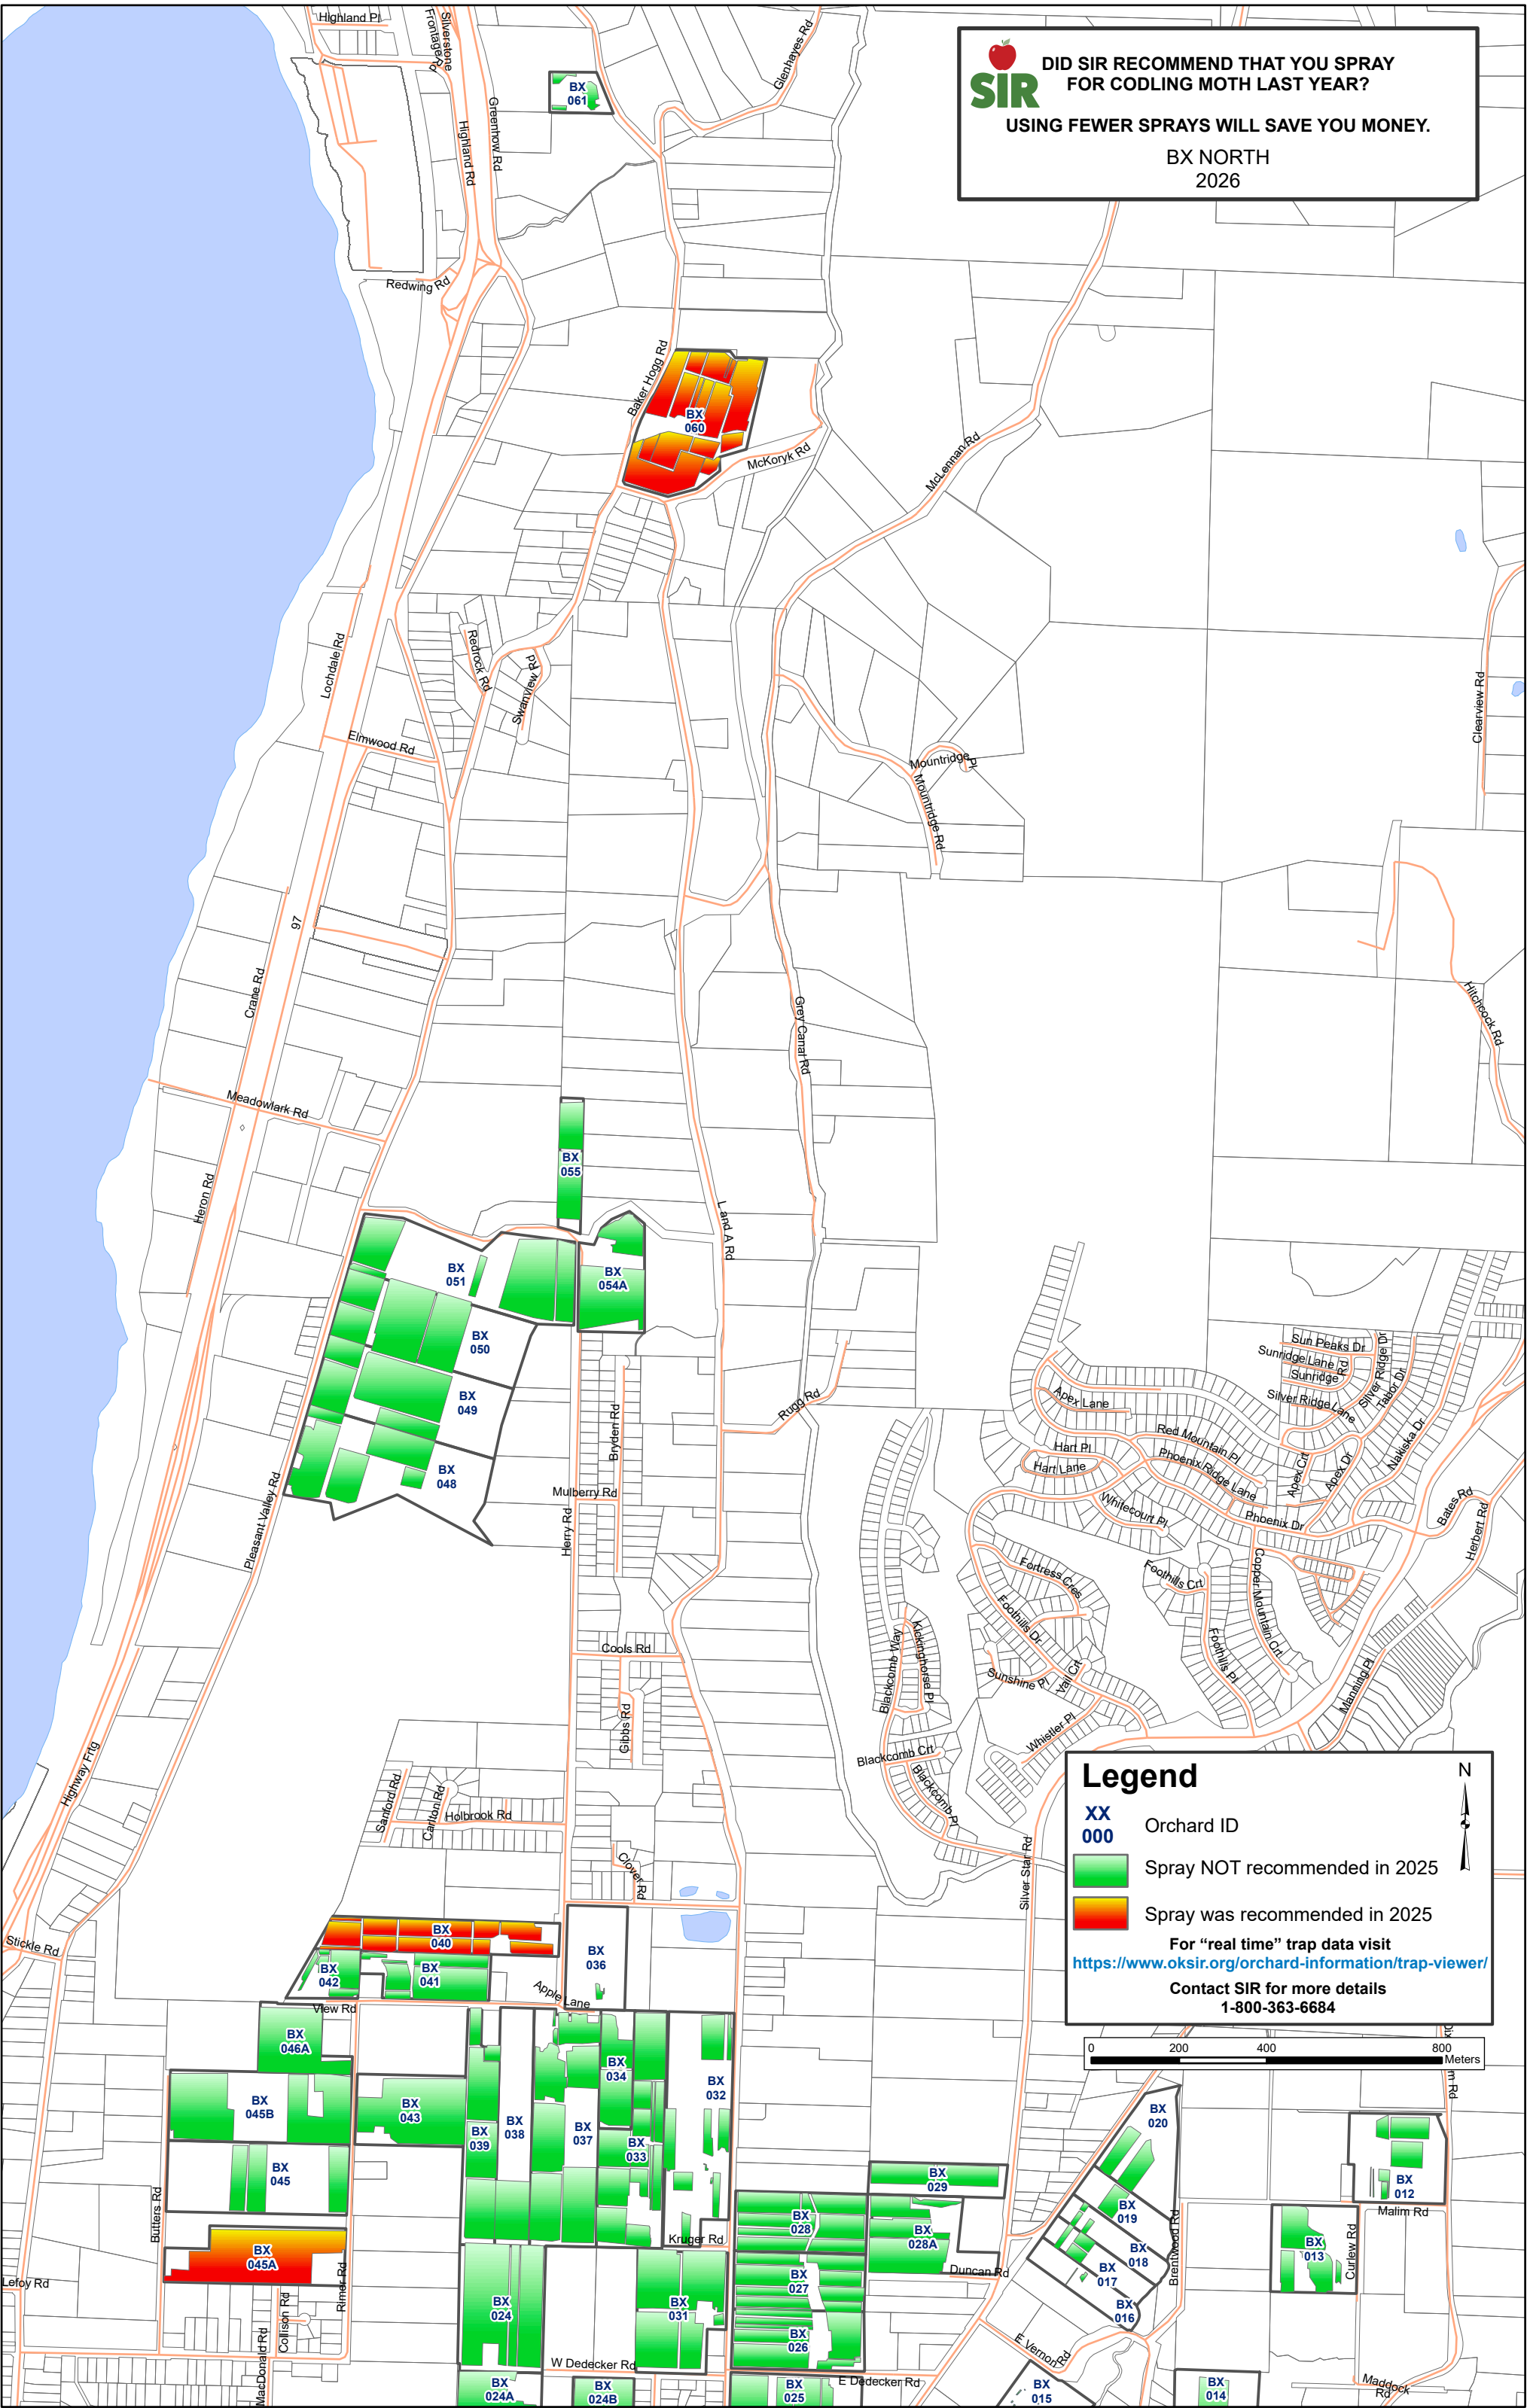 SIR
DID SIR RECOMMEND THAT YOU SPRAY
FOR CODLING MOTH LAST YEAR?
USING FEWER SPRAYS WILL SAVE YOU MONEY.
BX NORTH
2026
Highland Pl
Silverstone
Frontage Rd
Greenhow Rd
Highland Rd
Glenhayes Rd
BX
061
Redwing Rd
Baker Hogg Rd
BX
060
McKoryk Rd
McLennan Rd
Lochdale Rd
Redrock Rd
Swanview Rd
Elmwood Rd
Clearview Rd
Mountridge Pl
Mountridge Rd
97
Crane Rd
Grey Canal Rd
Hitchcock Rd
Meadowlark Rd
Heron Rd
BX
055
L and A Rd
BX
051
BX
054A
BX
050
BX
049
BX
048
Pleasant Valley Rd
Bryden Rd
Mulberry Rd
Herry Rd
Rugg Rd
Sun Peaks Dr
Sunridge Lane
Sunridge Rd
Silver Ridge Dr
Silver Ridge Lane
Tabor Dr
Nakiska Dr
Apex Lane
Hart Pl
Hart Lane
Red Mountain Pl
Phoenix Ridge Lane
Apex Crt
Apex Dr
Whitecourt Pl
Phoenix Dr
Bates Rd
Herbert Rd
Fortress Cres
Foothills Crt
Copper Mountain Crt
Foothills Dr
Foothills Pl
Cools Rd
Gibbs Rd
Blackcomb Way
Kickinghorse Pl
Sunshine Pl
Vail Crt
Whistler Pl
Manning Pl
Blackcomb Crt
Blackcomb Pl
Highway Frtg
Sanford Rd
Carlton Rd
Holbrook Rd
Clover Rd
Silver Star Rd
Legend
N
XX
000
Orchard ID
Spray NOT recommended in 2025
Spray was recommended in 2025
For “real time” trap data visit
https://www.oksir.org/orchard-information/trap-viewer/
Contact SIR for more details
1-800-363-6684
0 200 400 800
Meters
Stickle Rd
BX
040
BX
036
BX
042
BX
041
Apple Lane
View Rd
BX
046A
BX
034
BX
032
BX
045B
BX
043
BX
039
BX
038
BX
037
BX
033
BX
020
BX
045
BX
029
BX
019
BX
012
Malim Rd
Butters Rd
BX
028
BX
028A
Kruger Rd
BX
018
Brentwood Rd
BX
013
Curlew Rd
BX
045A
Lefoy Rd
Rimer Rd
BX
027
Duncan Rd
BX
017
BX
024
BX
031
BX
016
Collison Rd
MacDonald Rd
BX
026
E Vernon Rd
W Dedecker Rd
E Dedecker Rd
BX
024A
BX
024B
BX
025
BX
015
BX
014
Maddock
Rd